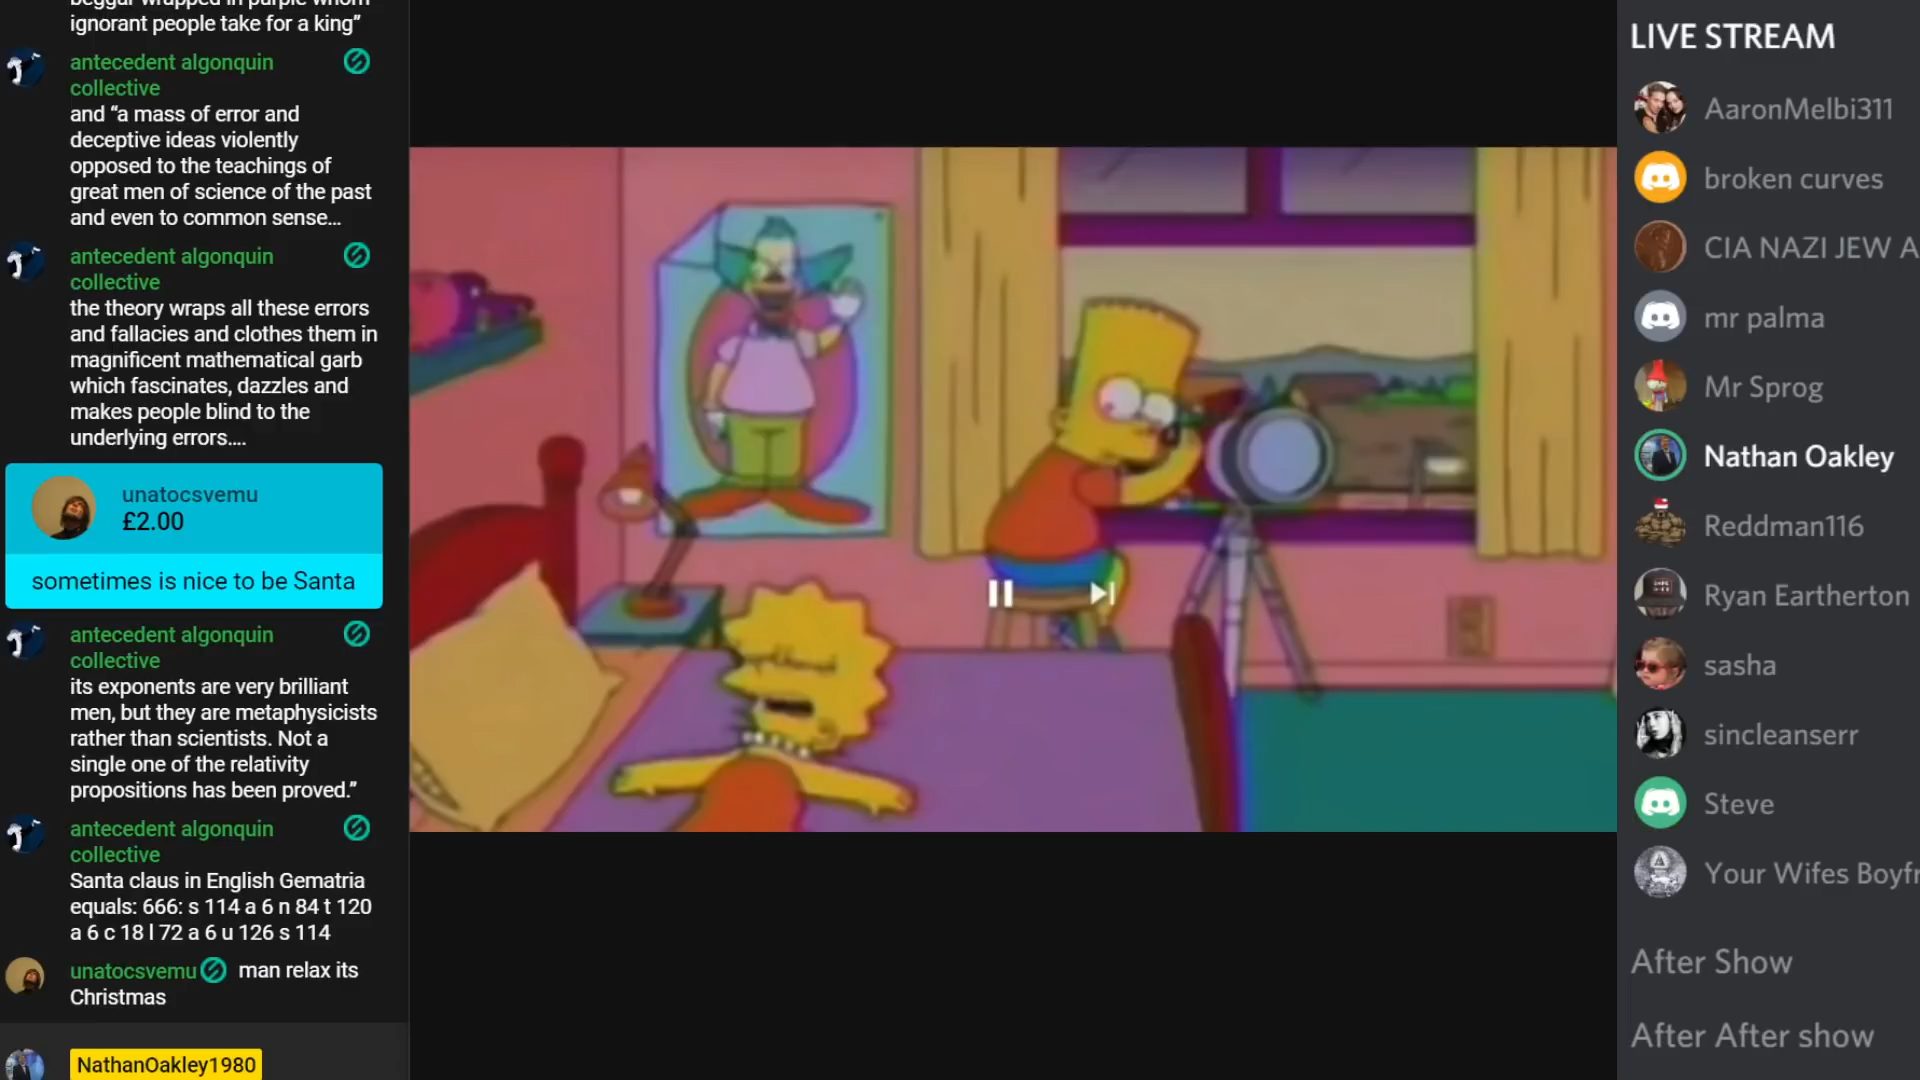 beggar wrapped in purple whom
ignorant people take for a king”
antecedent algonquin
collective
and “a mass of error and
deceptive ideas violently
opposed to the teachings of
great men of science of the past
and even to common sense...
antecedent algonquin
collective
the theory wraps all these errors
and fallacies and clothes them in
magnificent mathematical garb
which fascinates, dazzles and
makes people blind to the
underlying errors....
unatocsvemu
£2.00
sometimes is nice to be Santa
antecedent algonquin
collective
its exponents are very brilliant
men, but they are metaphysicists
rather than scientists. Not a
single one of the relativity
propositions has been proved.”
antecedent algonquin
collective
Santa claus in English Gematria
equals: 666: s 114 a 6 n 84 t 120
a 6 c 18 l 72 a 6 u 126 s 114
unatocsvemu man relax its
Christmas
NathanOakley1980
LIVE STREAM
AaronMelbi311
broken curves
CIA NAZI JEW A
mr palma
Mr Sprog
Nathan Oakley
Reddman116
Ryan Eartherton
sasha
sincleanserr
Steve
Your Wifes Boyfr
After Show
After After show